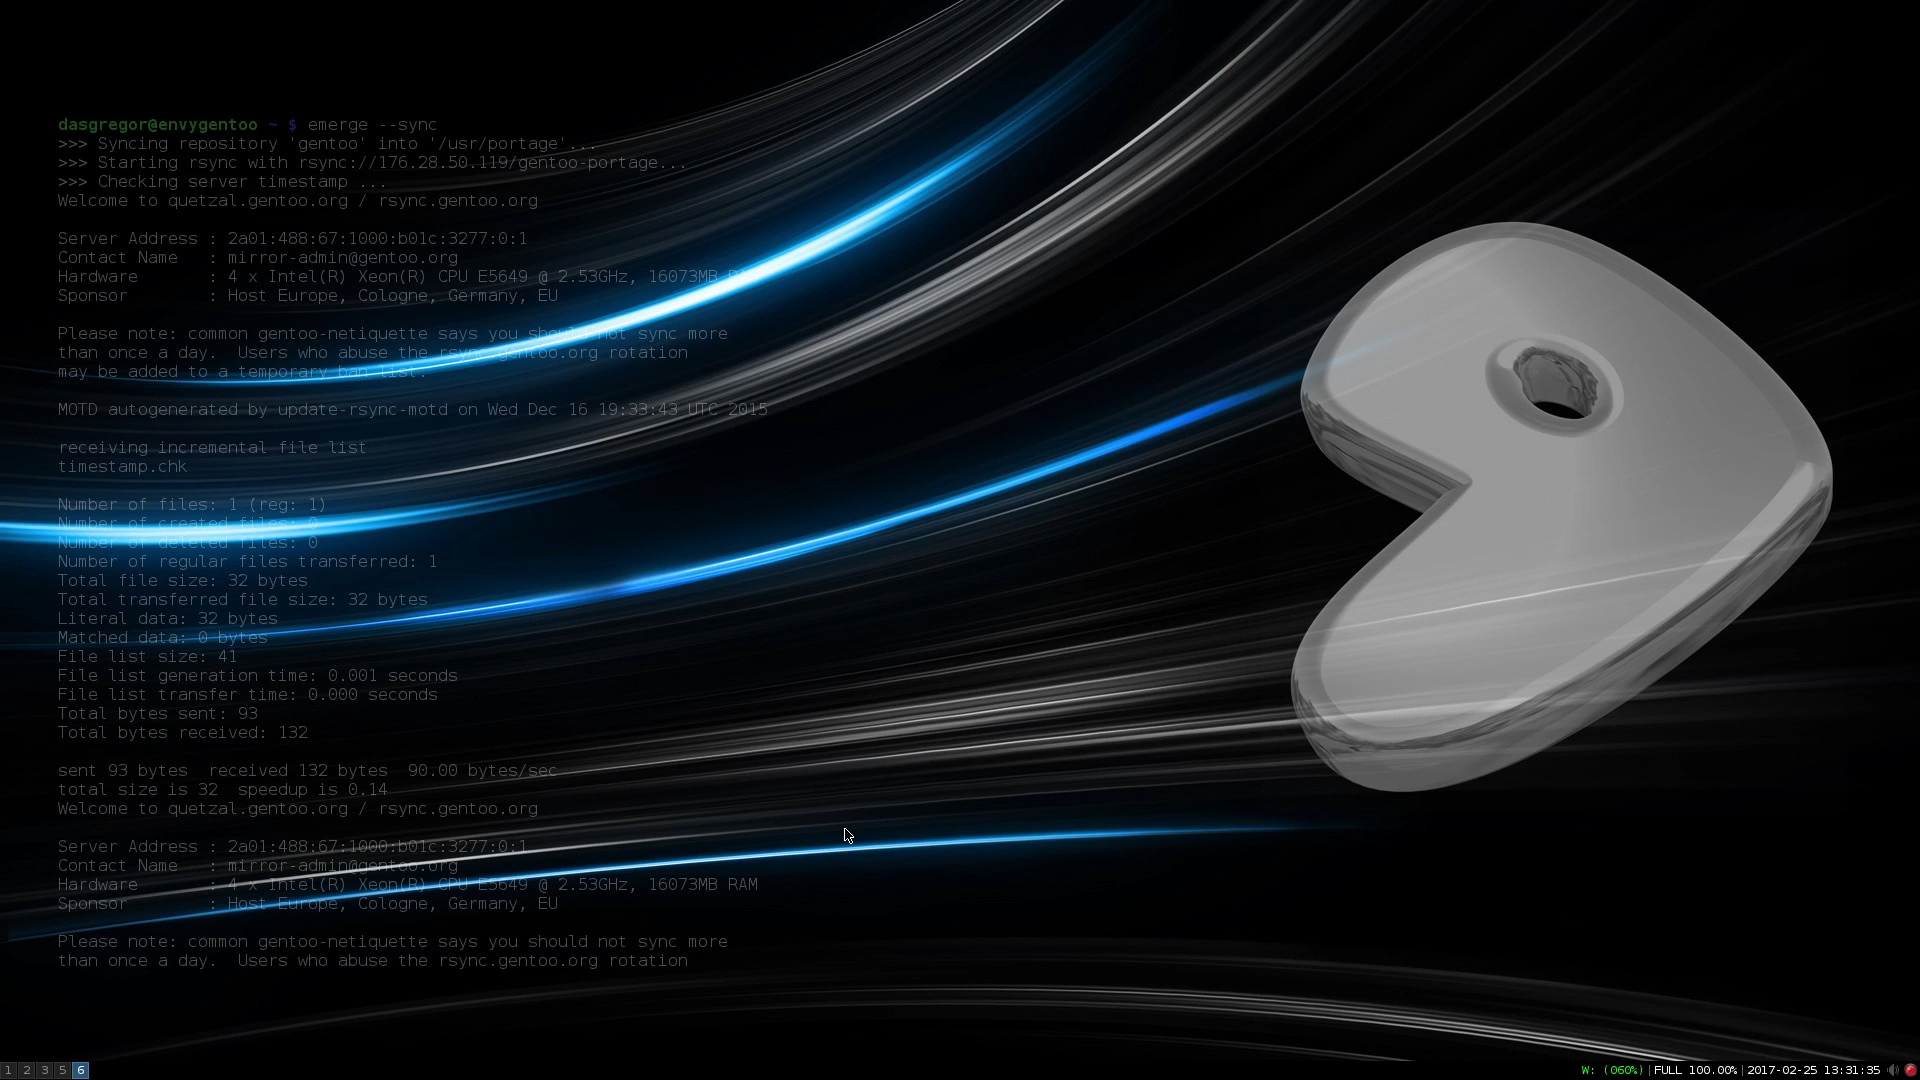 dasgregor@envygentoo ~ $ emerge --sync
>>> Syncing repository 'gentoo' into '/usr/portage'...
>>> Starting rsync with rsync://176.28.50.119/gentoo-portage...
>>> Checking server timestamp ...
Welcome to quetzal.gentoo.org / rsync.gentoo.org
Server Address : 2a01:488:67:1000:b01c:3277:0:1
Contact Name   : mirror-admin@gentoo.org
Hardware       : 4 x Intel(R) Xeon(R) CPU E5649 @ 2.53GHz, 16073MB RAM
Sponsor        : Host Europe, Cologne, Germany, EU
Please note: common gentoo-netiquette says you should not sync more
than once a day.  Users who abuse the rsync.gentoo.org rotation
may be added to a temporary ban list.
MOTD autogenerated by update-rsync-motd on Wed Dec 16 19:33:43 UTC 2015
receiving incremental file list
timestamp.chk
Number of files: 1 (reg: 1)
Number of created files: 0
Number of deleted files: 0
Number of regular files transferred: 1
Total file size: 32 bytes
Total transferred file size: 32 bytes
Literal data: 32 bytes
Matched data: 0 bytes
File list size: 41
File list generation time: 0.001 seconds
File list transfer time: 0.000 seconds
Total bytes sent: 93
Total bytes received: 132
sent 93 bytes  received 132 bytes  90.00 bytes/sec
total size is 32  speedup is 0.14
Welcome to quetzal.gentoo.org / rsync.gentoo.org
Server Address : 2a01:488:67:1000:b01c:3277:0:1
Contact Name   : mirror-admin@gentoo.org
Hardware       : 4 x Intel(R) Xeon(R) CPU E5649 @ 2.53GHz, 16073MB RAM
Sponsor        : Host Europe, Cologne, Germany, EU
Please note: common gentoo-netiquette says you should not sync more
than once a day.  Users who abuse the rsync.gentoo.org rotation
1 2 3 5 6 W: (060%)|FULL 100.00%|2017-02-25 13:31:35